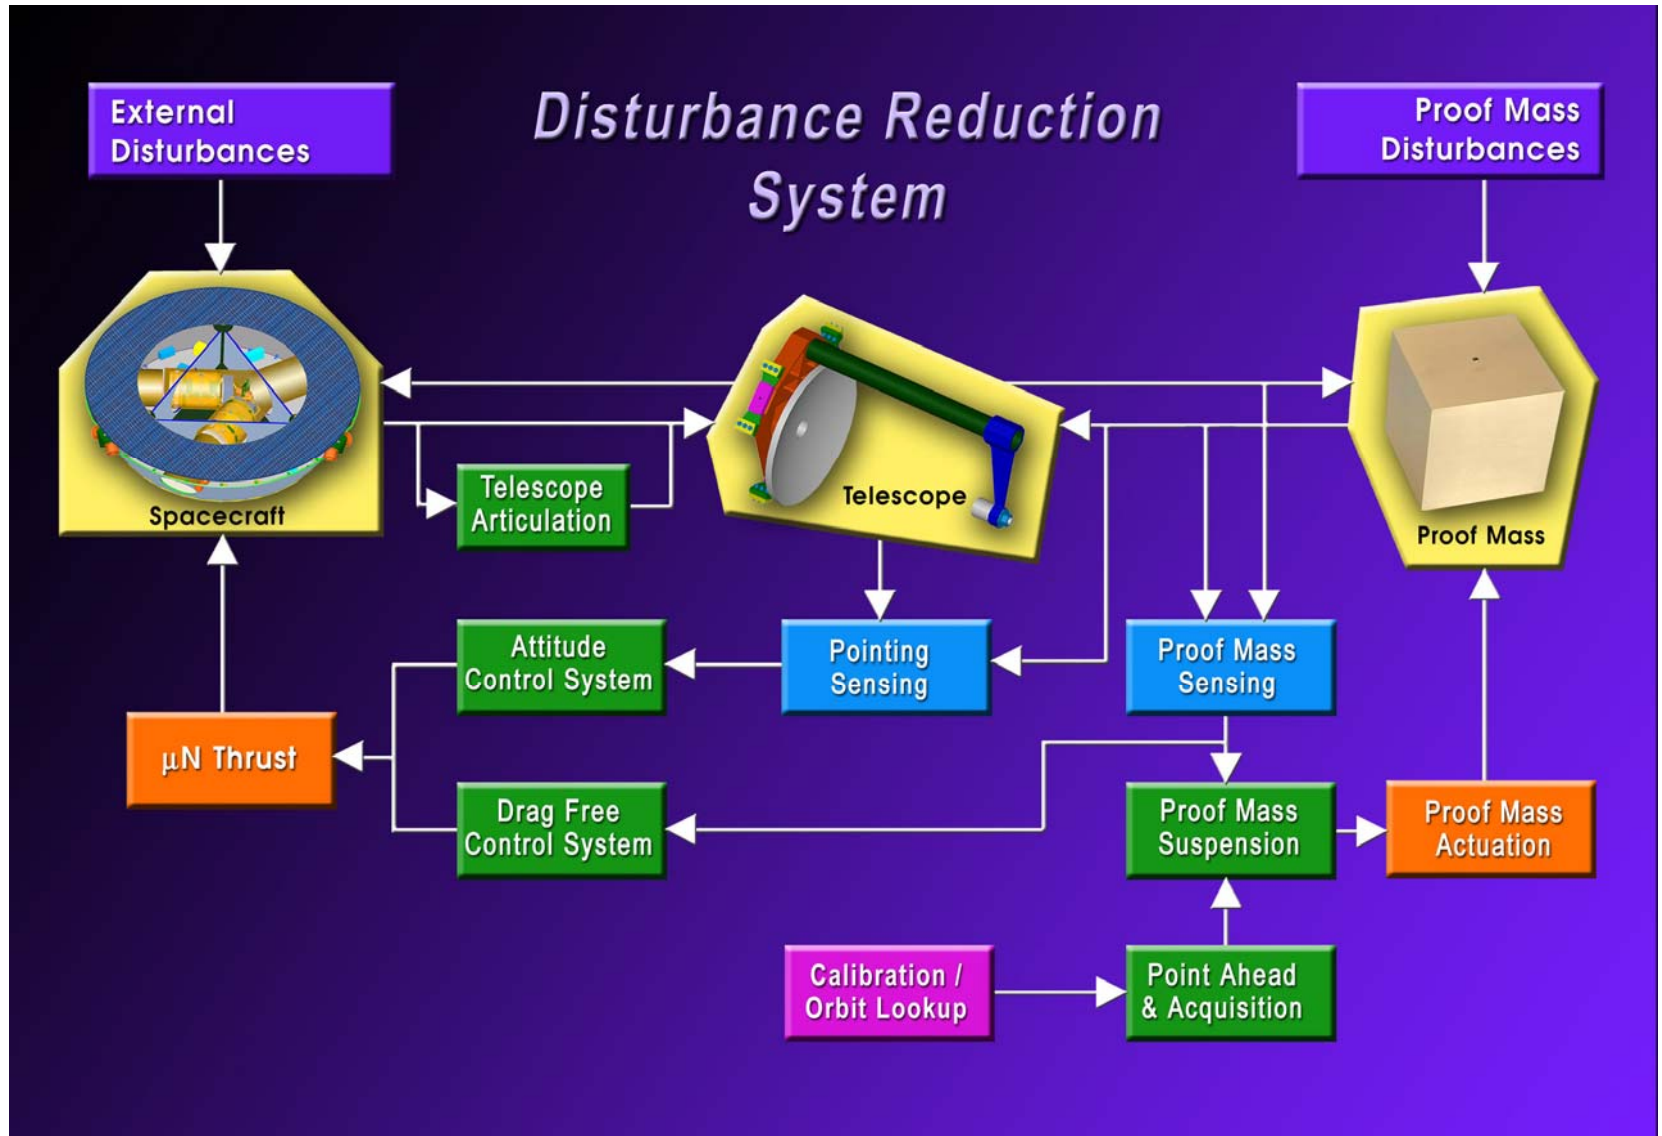 External
Disturbances
Disturbance Reduction
System
Proof Mass
Disturbances
Spacecraft
Telescope
Articulation
Telescope
Proof Mass
Attitude
Control System
Pointing
Sensing
Proof Mass
Sensing
µN Thrust
Drag Free
Control System
Proof Mass
Suspension
Proof Mass
Actuation
Calibration /
Orbit Lookup
Point Ahead
& Acquisition